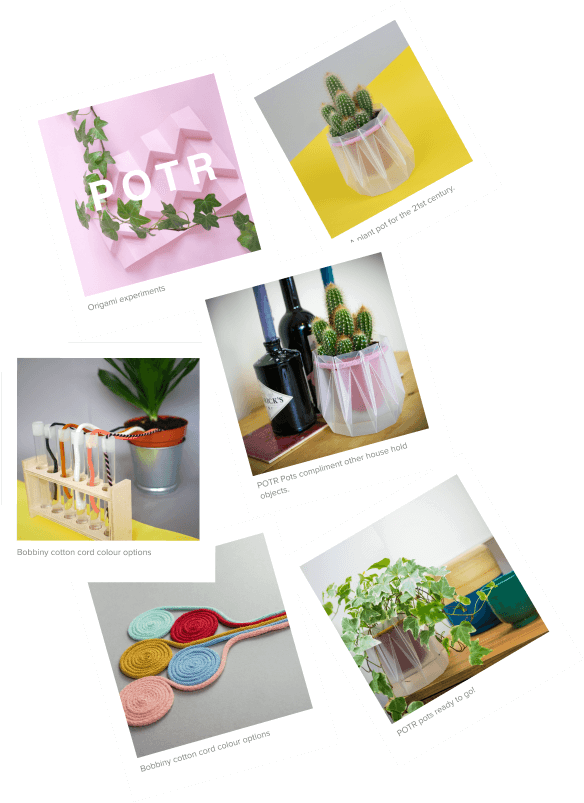 A plant pot for the 21st century.
POTR
Origami experiments
POTR Pots compliment other house hold
objects.
Bobbiny cotton cord colour options
POTR pots ready to go!
Bobbiny cotton cord colour options